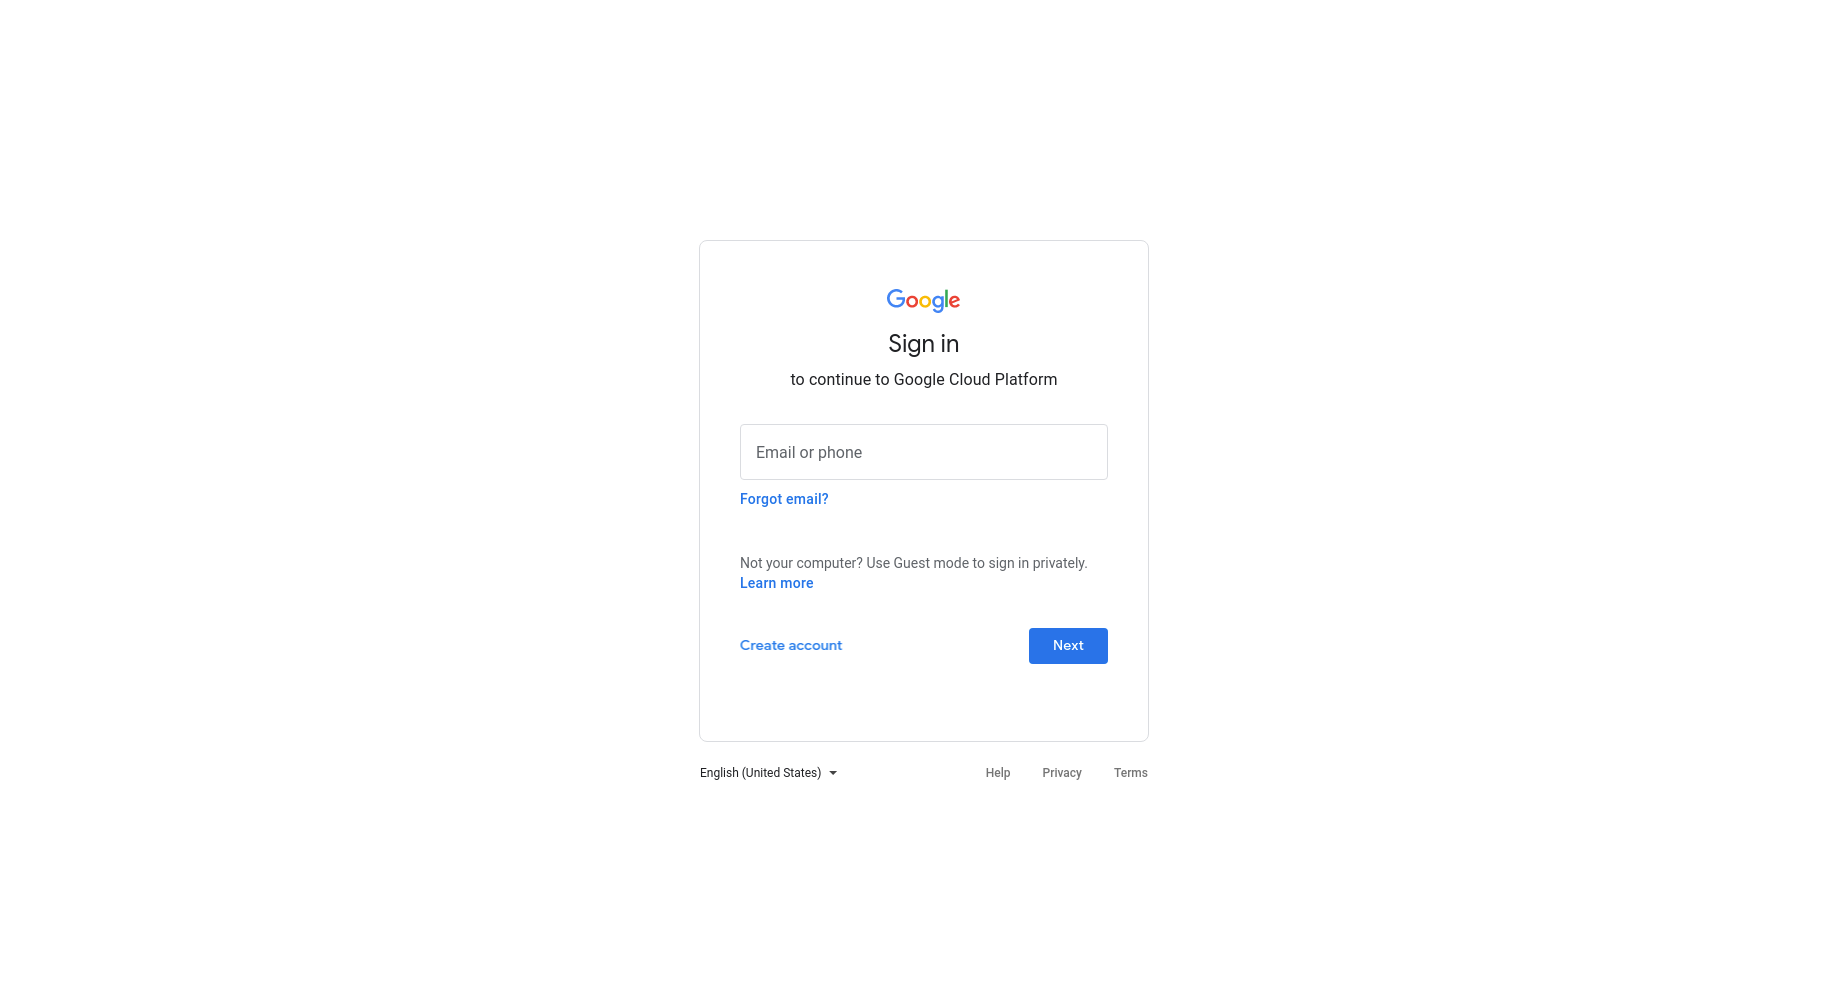 Google
Sign in
to continue to Google Cloud Platform
Email or phone
Forgot email?
Not your computer? Use Guest mode to sign in privately.
Learn more
Create account
Next
English (United States)
Help
Privacy
Terms